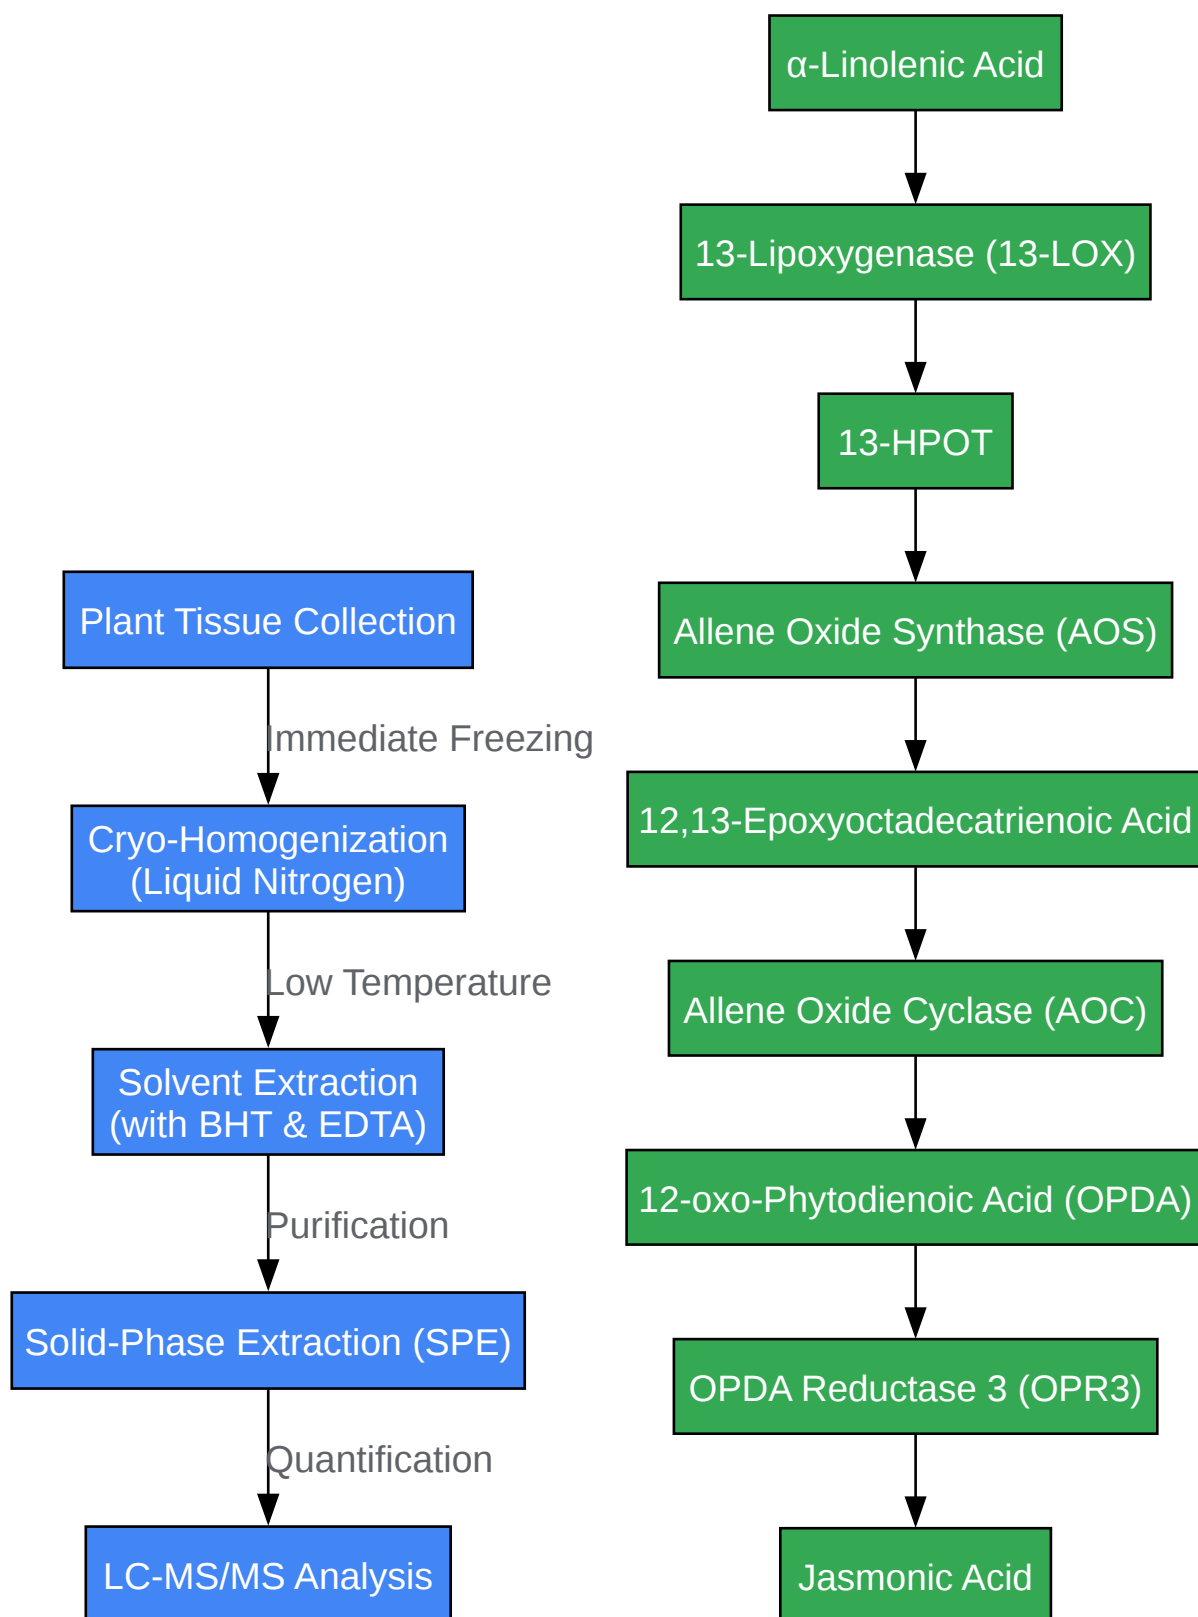 Plant Tissue Collection
Immediate Freezing
Cryo-Homogenization
(Liquid Nitrogen)
Low Temperature
Solvent Extraction
(with BHT & EDTA)
Purification
Solid-Phase Extraction (SPE)
Quantification
LC-MS/MS Analysis
α-Linolenic Acid
13-Lipoxygenase (13-LOX)
13-HPOT
Allene Oxide Synthase (AOS)
12,13-Epoxyoctadecatrienoic Acid
Allene Oxide Cyclase (AOC)
12-oxo-Phytodienoic Acid (OPDA)
OPDA Reductase 3 (OPR3)
Jasmonic Acid